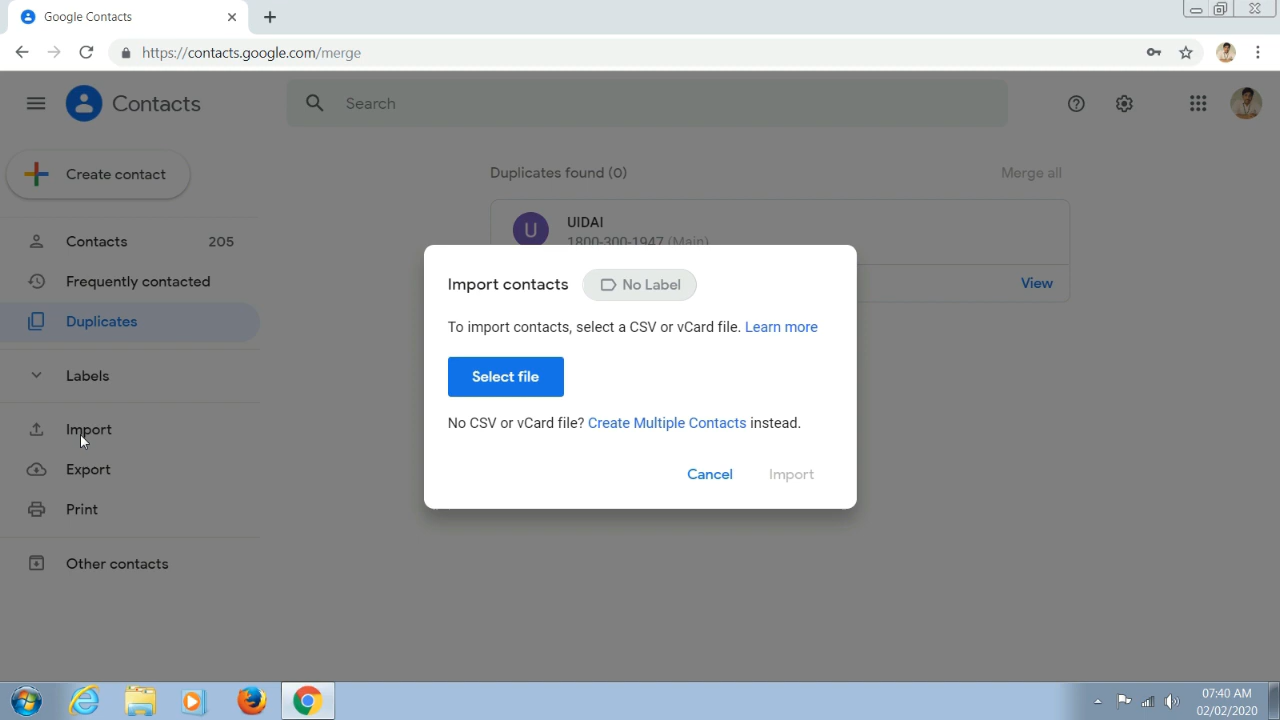 Google Contacts
https://contacts.google.com/merge
Contacts
Search
Create contact
Duplicates found (0)
Merge all
U
UIDAI
1800-300-1947 (Main)
View
Contacts 205
Frequently contacted
Duplicates
Labels
Import
Export
Print
Other contacts
Import contacts
No Label
To import contacts, select a CSV or vCard file. Learn more
Select file
No CSV or vCard file? Create Multiple Contacts instead.
Cancel
Import
07:40 AM
02/02/2020